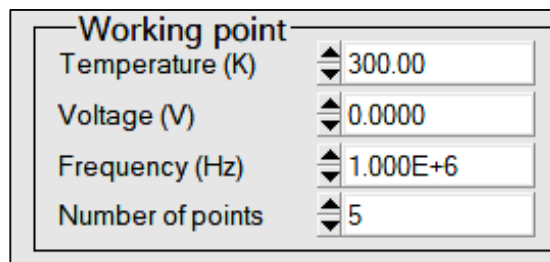 Working point
Temperature (K) 300.00
Voltage (V) 0.0000
Frequency (Hz) 1.000E+6
Number of points 5